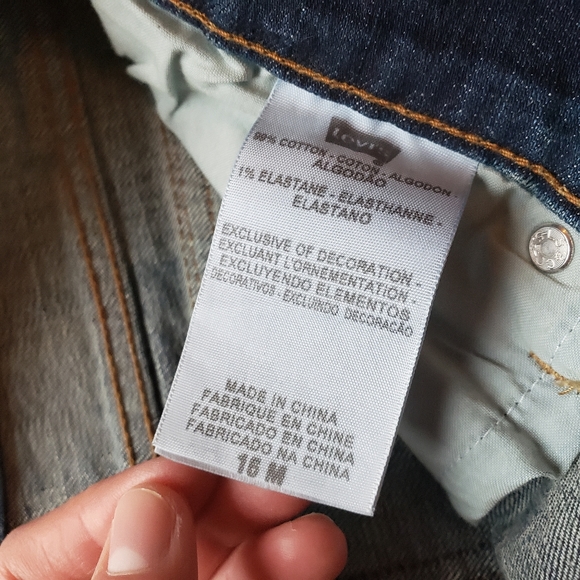 Levi's
99% COTTON - COTON - ALGODON -
ALGODÃO
1% ELASTANE - ELASTHANNE -
ELASTANO
EXCLUSIVE OF DECORATION -
EXCLUANT L'ORNEMENTATION -
EXCLUYENDO ELEMENTOS
DECORATIVOS - EXCLUINDO DECORAÇÃO
MADE IN CHINA
FABRIQUE EN CHINE
FABRICADO EN CHINA
FABRICADO NA CHINA
16 M